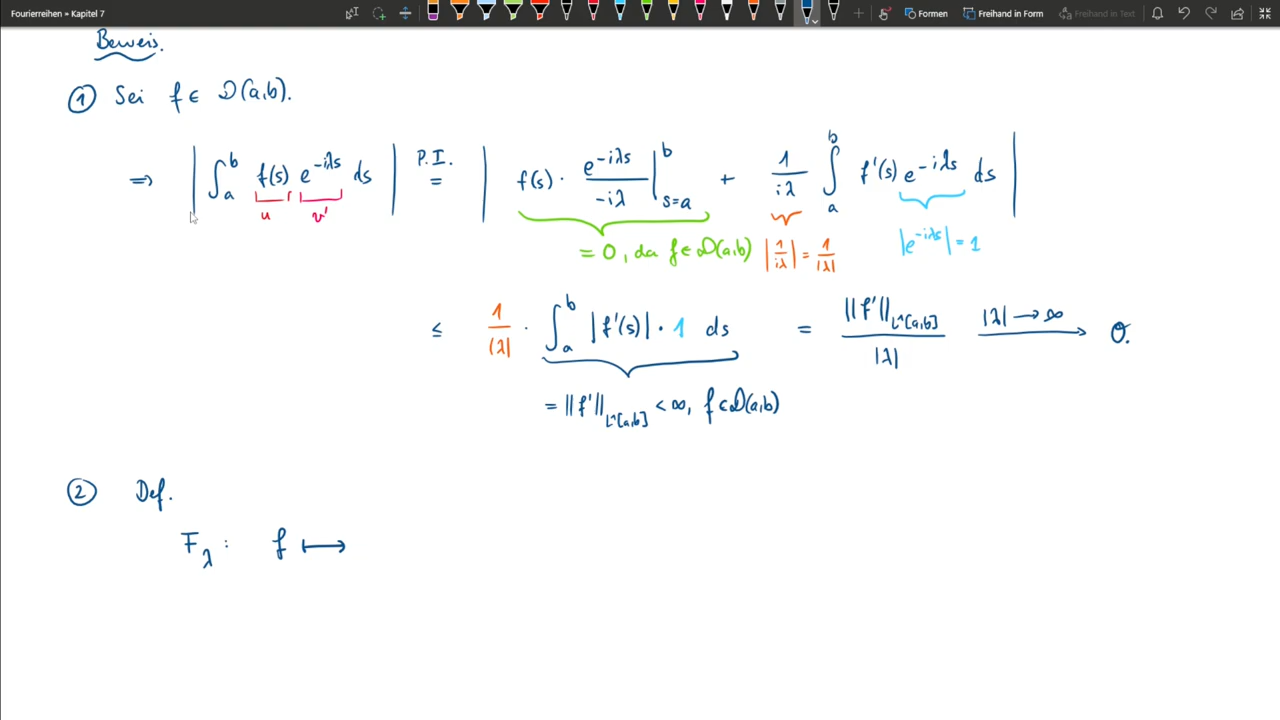 Fourierreihen » Kapitel 7
Formen Freihand in Form Freihand in Text
Beweis.
① Sei f ∈ 𝒟(a,b).
⇒ | ∫_a^b f(s) e^{-iλs} ds | P.I. = | f(s) · e^{-iλs}/(-iλ) |_{s=a}^b + 1/(iλ) ∫_a^b f'(s) e^{-iλs} ds |
u v'
= 0, da f ∈ 𝒟(a,b) |1/(iλ)| = 1/|λ| |e^{-iλs}| = 1
≤ 1/|λ| · ∫_a^b |f'(s)| · 1 ds = ||f'||_{L^1[a,b]} / |λ| |λ| → ∞ 0.
= ||f'||_{L^1[a,b]} < ∞, f ∈ 𝒟(a,b)
② Def.
F_λ : f ↦